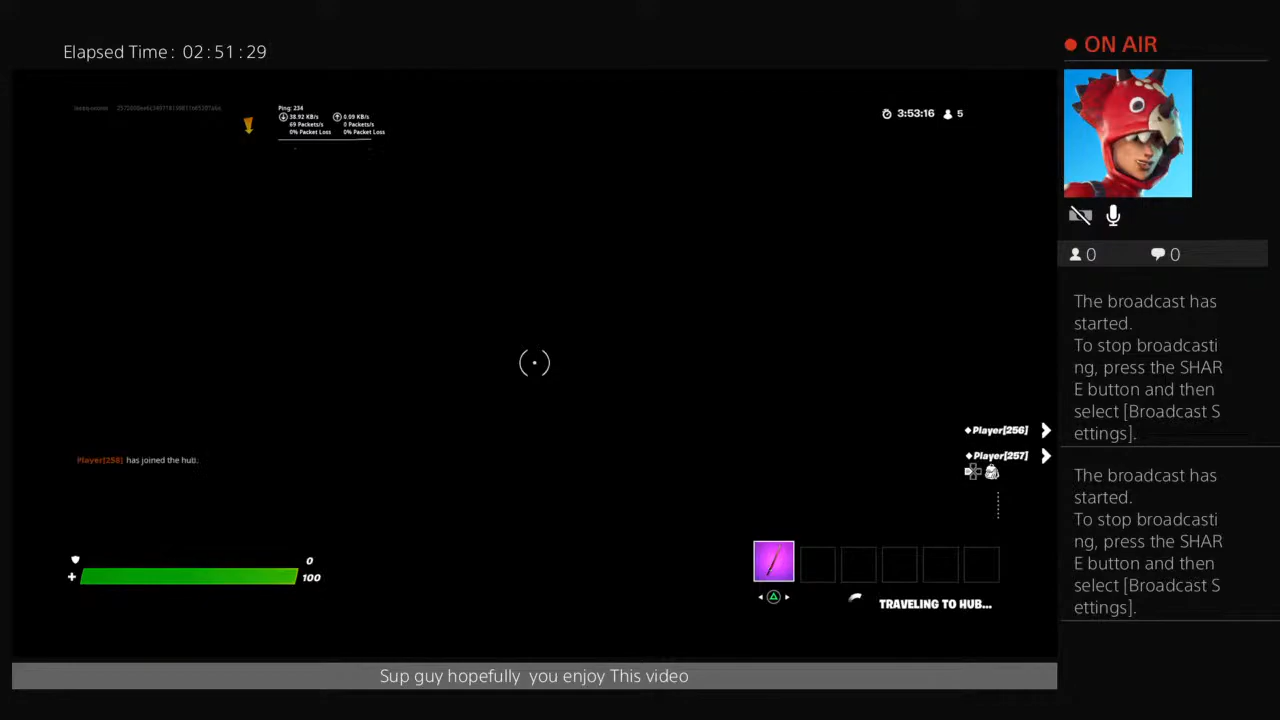 Elapsed Time: 02:51:29
ON AIR
Ping: 234
38.92 KB/s 0.09 KB/s
69 Packets/s 0 Packets/s
0% Packet Loss 0% Packet Loss
3:53:16 5
0 0
The broadcast has
started.
To stop broadcasti
ng, press the SHAR
E button and then
select [Broadcast S
ettings].
Player[256]
Player[257]
Player[258] has joined the hub.
The broadcast has
started.
To stop broadcasti
ng, press the SHAR
E button and then
select [Broadcast S
ettings].
0
100
TRAVELING TO HUB...
Sup guy hopefully you enjoy This video